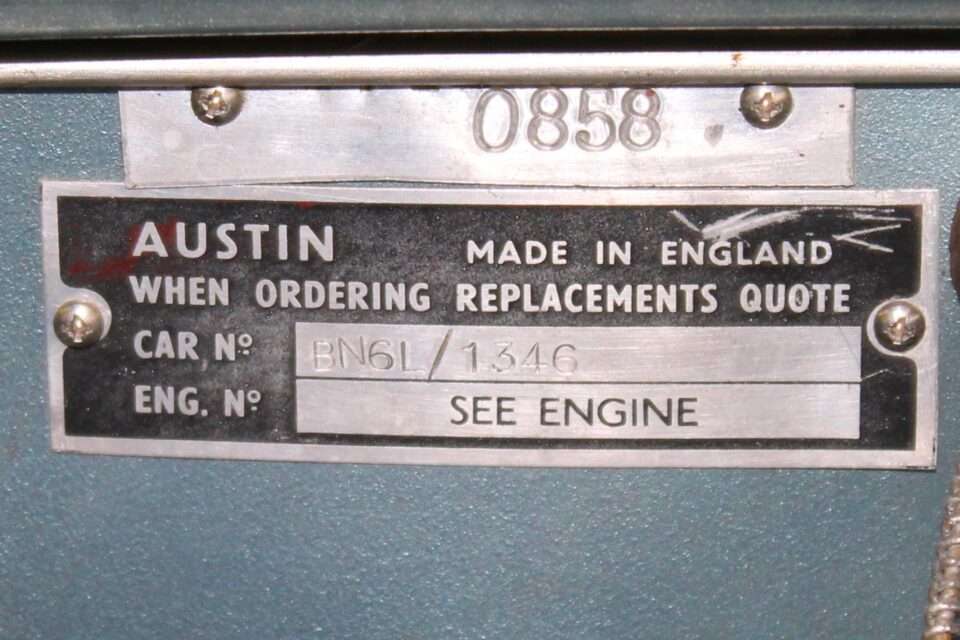 0858
AUSTIN MADE IN ENGLAND
WHEN ORDERING REPLACEMENTS QUOTE
CAR Nº BN6L/1346
ENG. Nº SEE ENGINE